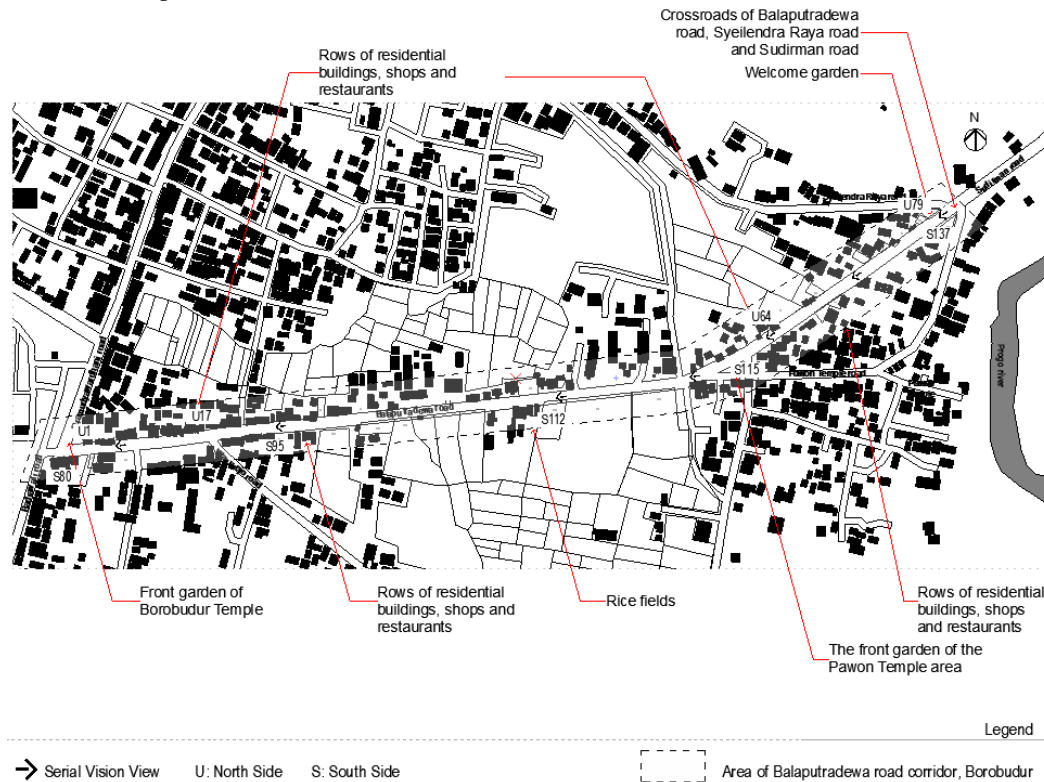 Crossroads of Balaputradewa
road, Syeilendra Raya road
and Sudirman road
Welcome garden
Rows of residential
buildings, shops and
restaurants
N
Sudirman road
U79
S137
U64
S115
Pawon Temple road
Progo river
Balaputradewa road
S112
U17
U1
S95
S80
Front garden of
Borobudur Temple
Rows of residential
buildings, shops and
restaurants
Rice fields
Rows of residential
buildings, shops
and restaurants
The front garden of the
Pawon Temple area
Legend
Serial Vision View
U: North Side
S: South Side
Area of Balaputradewa road corridor, Borobudur